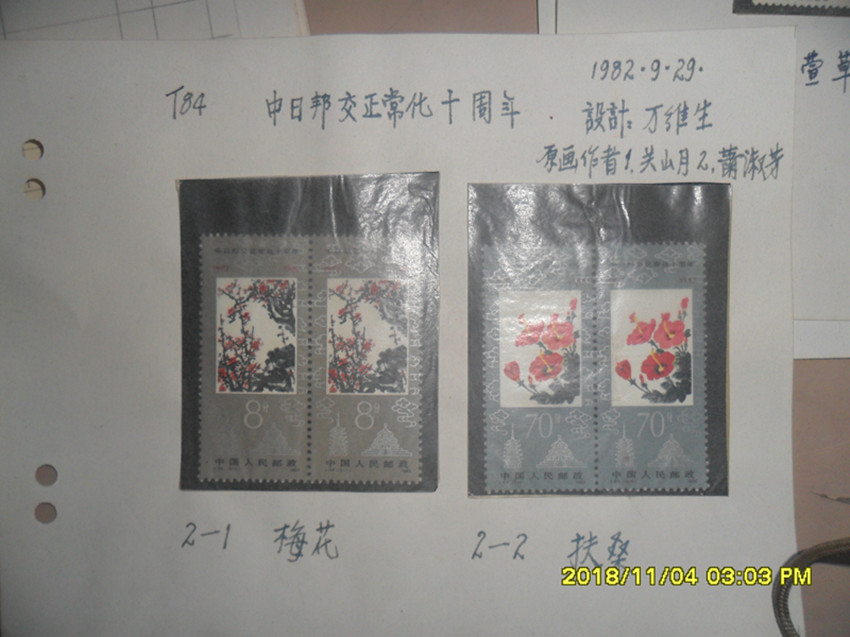 1982·9·29.
萱草
T84 中日邦交正常化十周年. 設計: 万维生
原画作者1.关山月2.蕭淑芳
8分 8分
70分 70分
中国人民邮政 中国人民邮政
中国人民邮政 中国人民邮政
2-1 梅花
2-2 扶桑
2018/11/04 03:03 PM